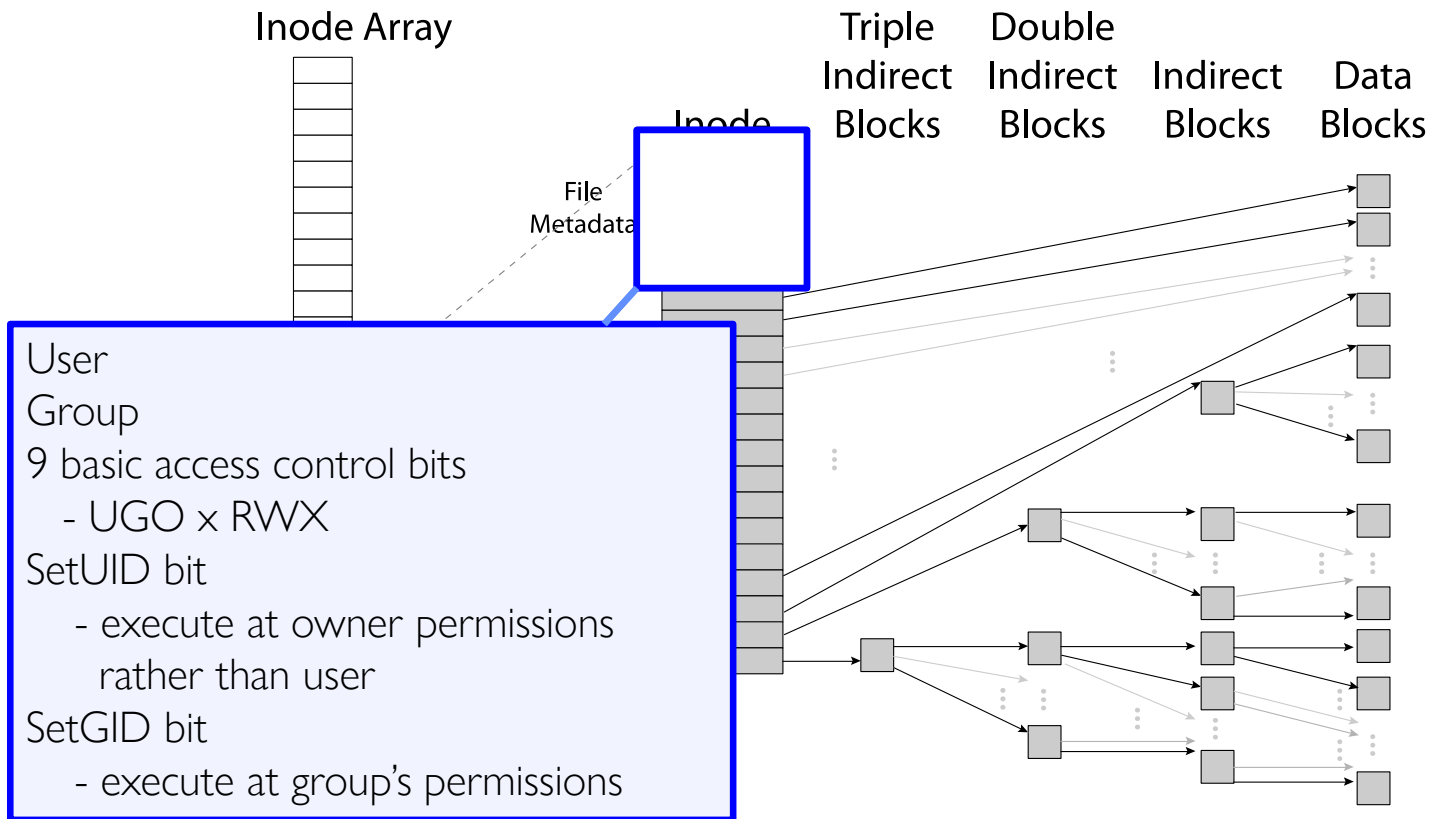 Inode Array
Triple
Indirect
Blocks
Double
Indirect
Blocks
Indirect
Blocks
Data
Blocks
Inode
File
Metadata
User
Group
9 basic access control bits
- UGO x RWX
SetUID bit
- execute at owner permissions
rather than user
SetGID bit
- execute at group’s permissions